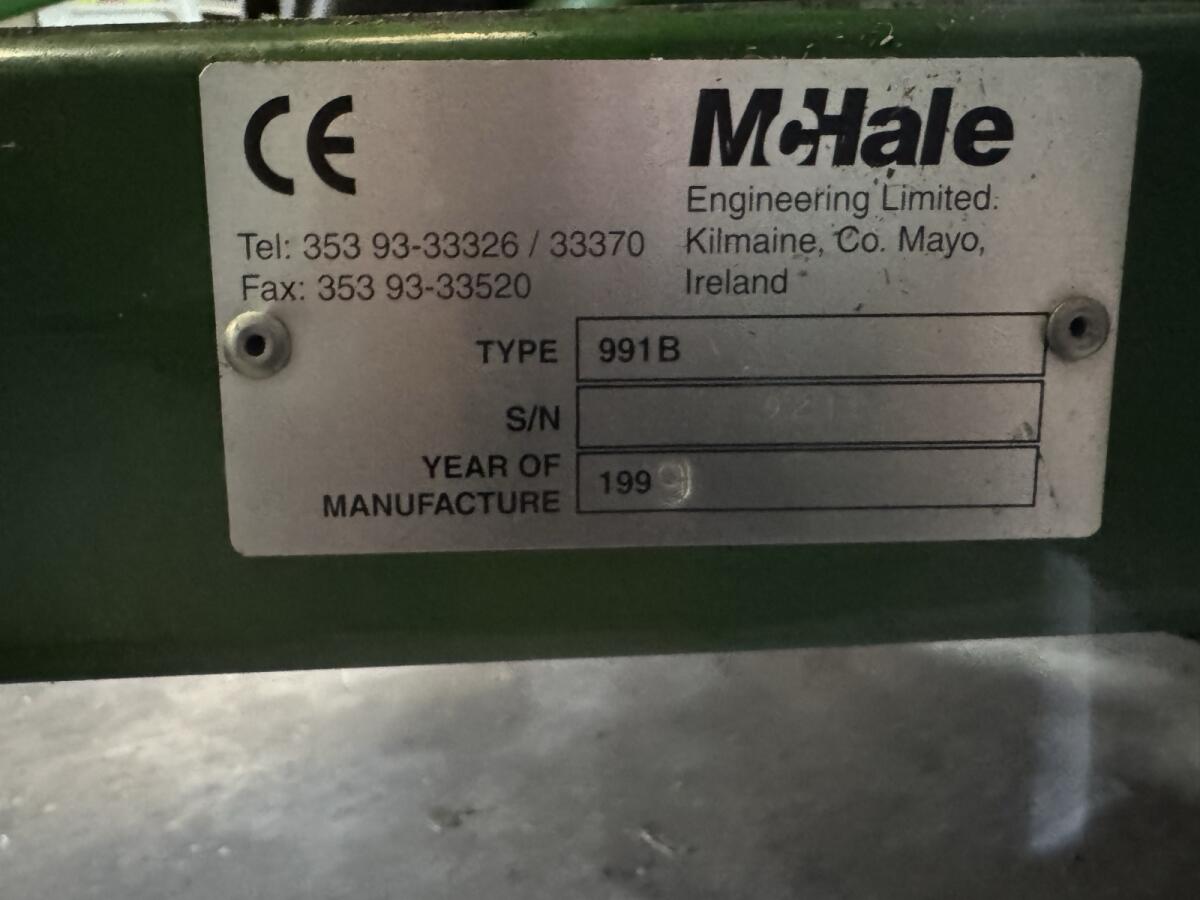 CE
McHale
Engineering Limited.
Kilmaine, Co. Mayo,
Ireland
Tel: 353 93-33326 / 33370
Fax: 353 93-33520
TYPE 991B
S/N
YEAR OF
MANUFACTURE 1999